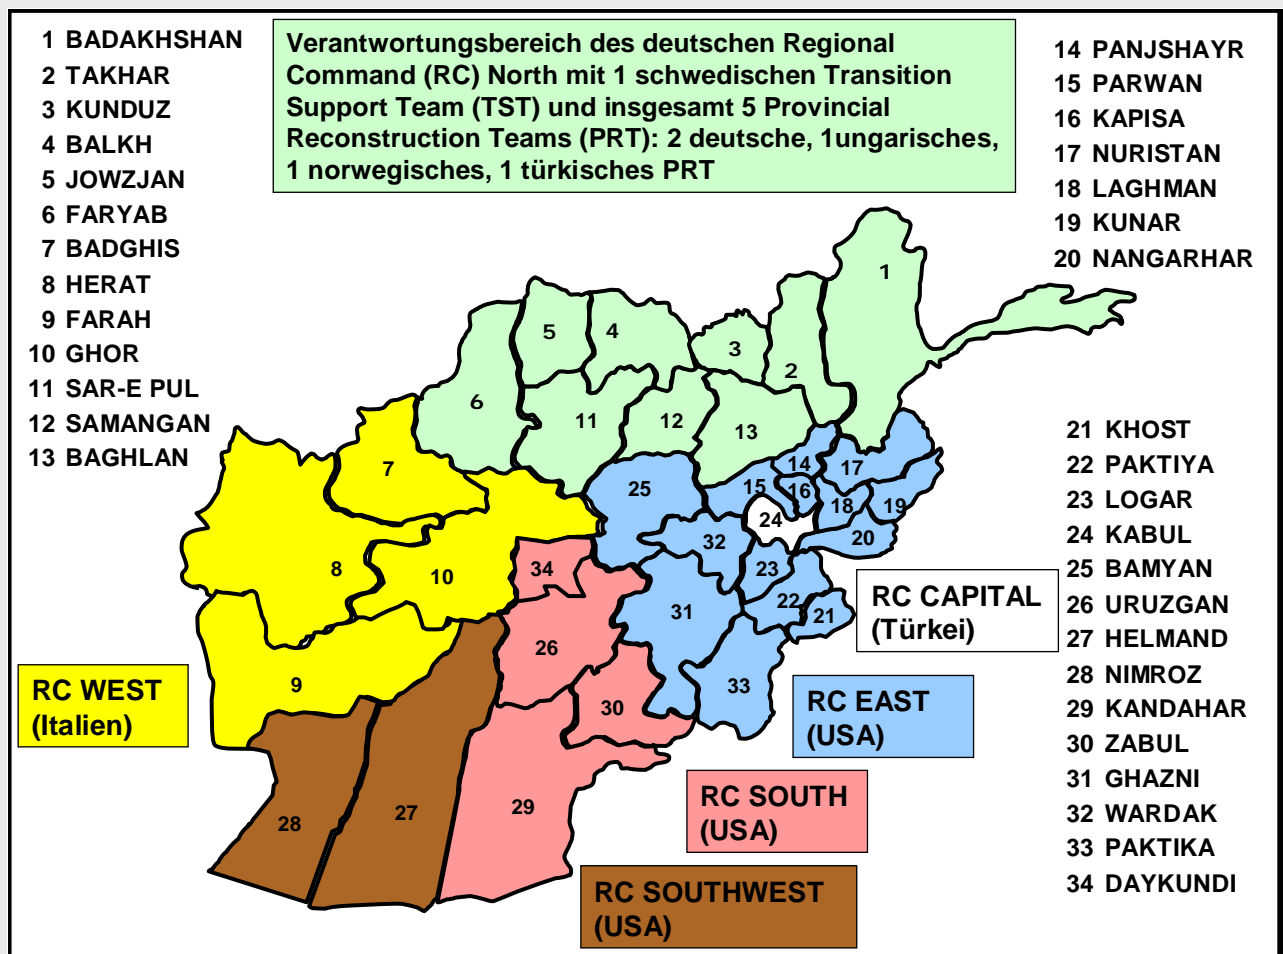 1 BADAKHSHAN
2 TAKHAR
3 KUNDUZ
4 BALKH
5 JOWZJAN
6 FARYAB
7 BADGHIS
8 HERAT
9 FARAH
10 GHOR
11 SAR-E PUL
12 SAMANGAN
13 BAGHLAN
Verantwortungsbereich des deutschen Regional
Command (RC) North mit 1 schwedischen Transition
Support Team (TST) und insgesamt 5 Provincial
Reconstruction Teams (PRT): 2 deutsche, 1ungarisches,
1 norwegisches, 1 türkisches PRT
14 PANJSHAYR
15 PARWAN
16 KAPISA
17 NURISTAN
18 LAGHMAN
19 KUNAR
20 NANGARHAR
21 KHOST
22 PAKTIYA
23 LOGAR
24 KABUL
25 BAMYAN
26 URUZGAN
27 HELMAND
28 NIMROZ
29 KANDAHAR
30 ZABUL
31 GHAZNI
32 WARDAK
33 PAKTIKA
34 DAYKUNDI
1
5
4
3
2
6
11
12
13
7
14
17
25
15
16
18
19
24
20
32
8
10
34
23
22
21
31
26
33
9
30
29
27
28
RC CAPITAL
(Türkei)
RC WEST
(Italien)
RC EAST
(USA)
RC SOUTH
(USA)
RC SOUTHWEST
(USA)